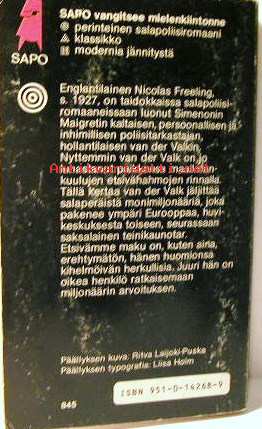 SAPO vangitsee mielenkiintonne
perinteinen salapoliisiromaani
klassikko
modernia jännitystä
SAPO
Englantilainen Nicolas Freeling,
s. 1927, on taidokkaissa salapoliisi-
romaaneissaan luonut Simenonin
Maigretin kaltaisen, persoonallisen ja
inhimillisen poliisitarkastajan,
hollantilaisen van der Valkin.
Nyttemmin van der Valk on jo
maailman-
kuulujen etsivähahmojen rinnalla.
Tällä kertaa van der Valk jäljittää
salaperäistä monimiljonääriä, joka
pakenee ympäri Eurooppaa, huvi-
keskuksesta toiseen, seuraan
saksalainen teinikaunotar.
Etsivämme maku on, kuten aina,
erehtymätön, hänen huomionsa
kihelmöivän herkullisia. Juuri hän on
oikea henkilö ratkaisemaan
miljonäärin arvoituksen.
Päällyksen kuva: Ritva Laijoki-Puska
Päällyksen typografia: Liisa Holm
ISBN 951-0-14268-9
845